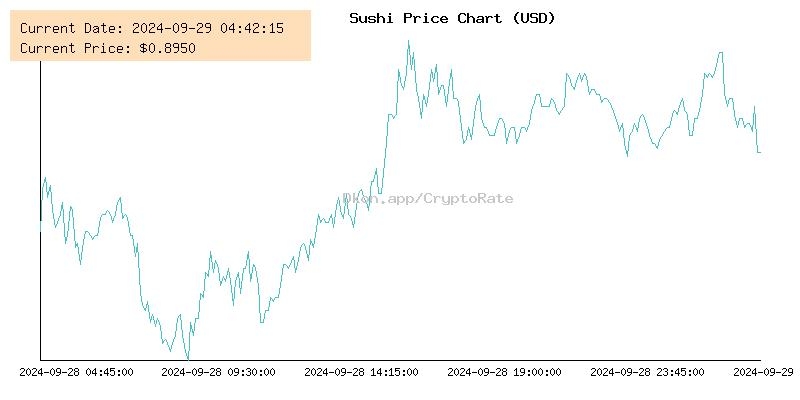 Sushi Price Chart (USD)
Current Date: 2024-09-29 04:42:15
Current Price: $0.8950
Dkon.app/CryptoRate
2024-09-28 04:45:00 2024-09-28 09:30:00 2024-09-28 14:15:00 2024-09-28 19:00:00 2024-09-28 23:45:00 2024-09-29